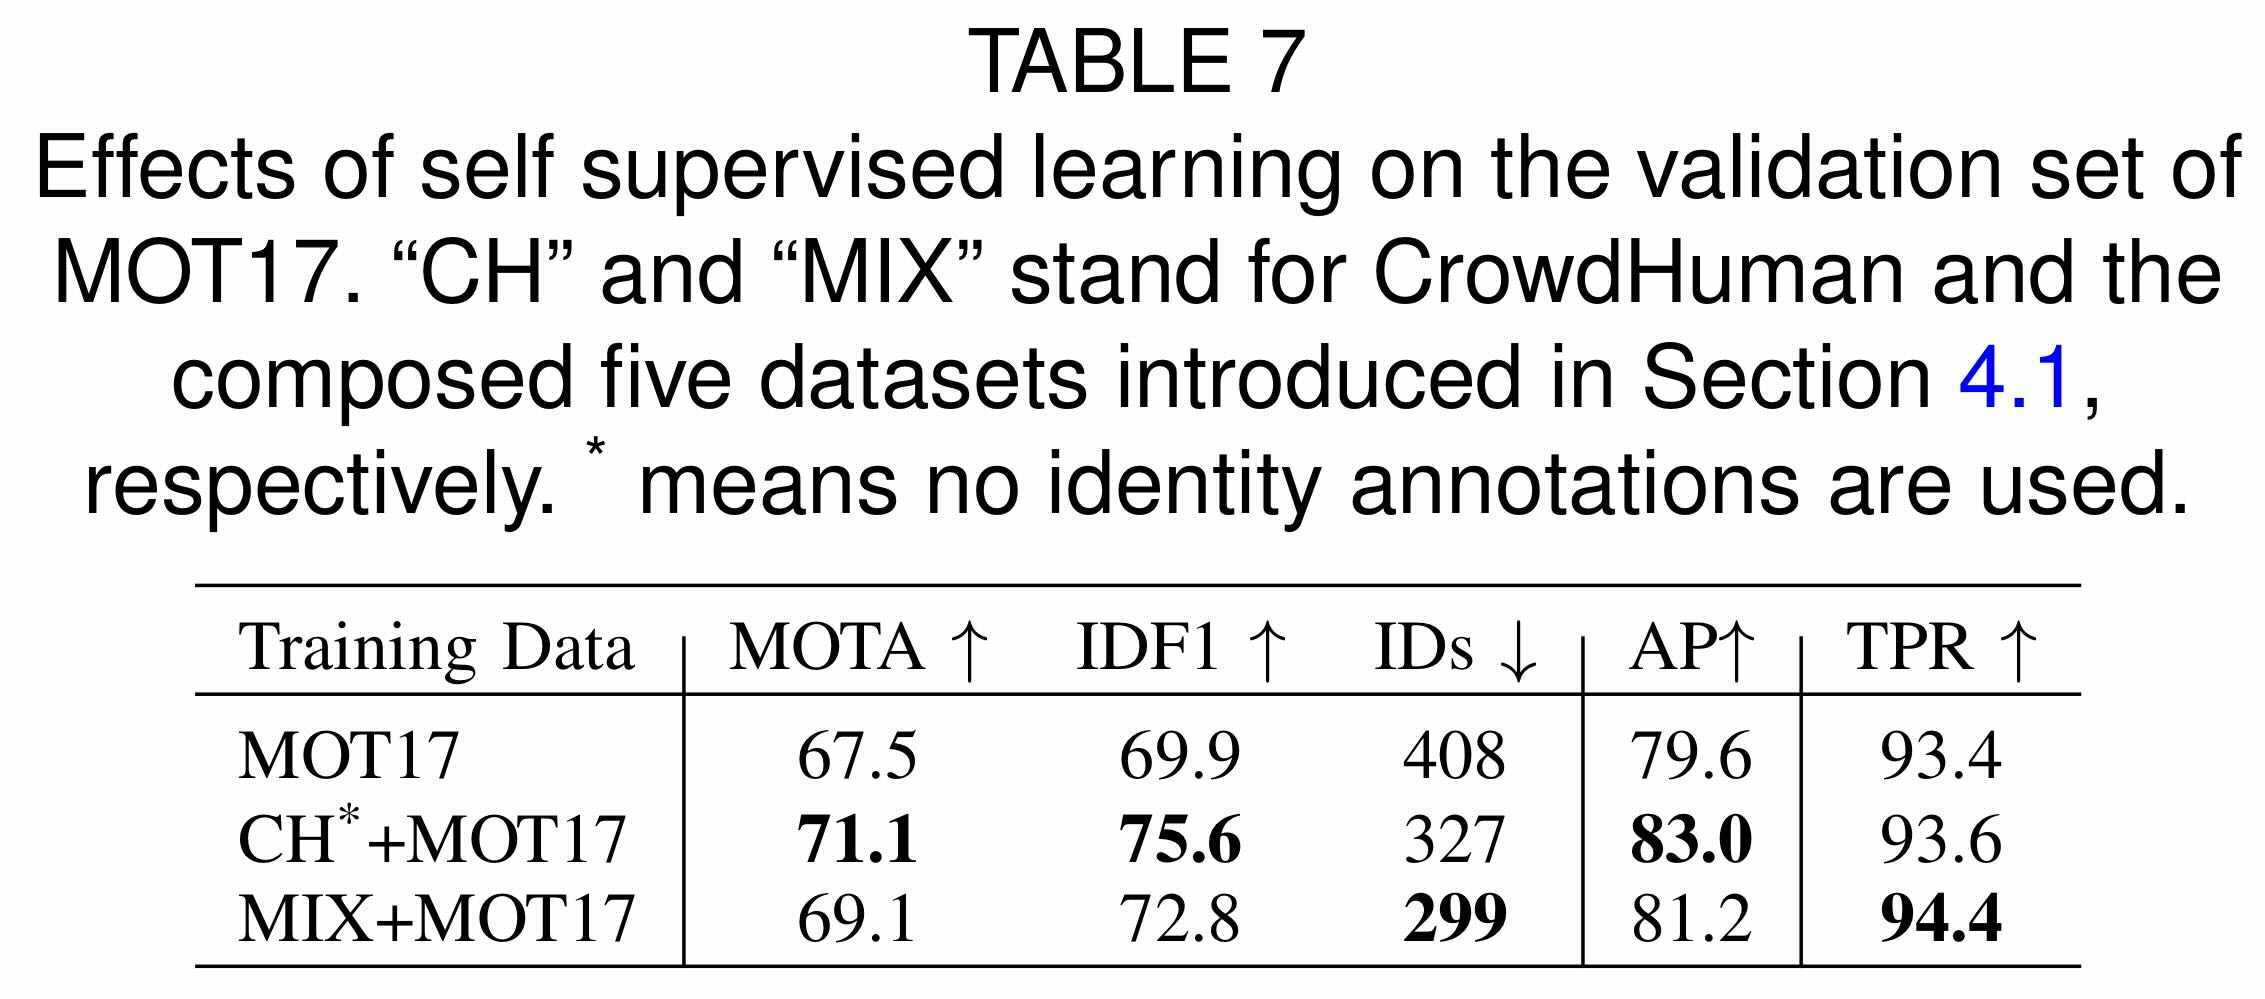 TABLE 7
Effects of self supervised learning on the validation set of
MOT17. “CH” and “MIX” stand for CrowdHuman and the
composed five datasets introduced in Section 4.1,
respectively. * means no identity annotations are used.
Training Data MOTA ↑ IDF1 ↑ IDs ↓ AP↑ TPR ↑
MOT17 67.5 69.9 408 79.6 93.4
CH*+MOT17 71.1 75.6 327 83.0 93.6
MIX+MOT17 69.1 72.8 299 81.2 94.4